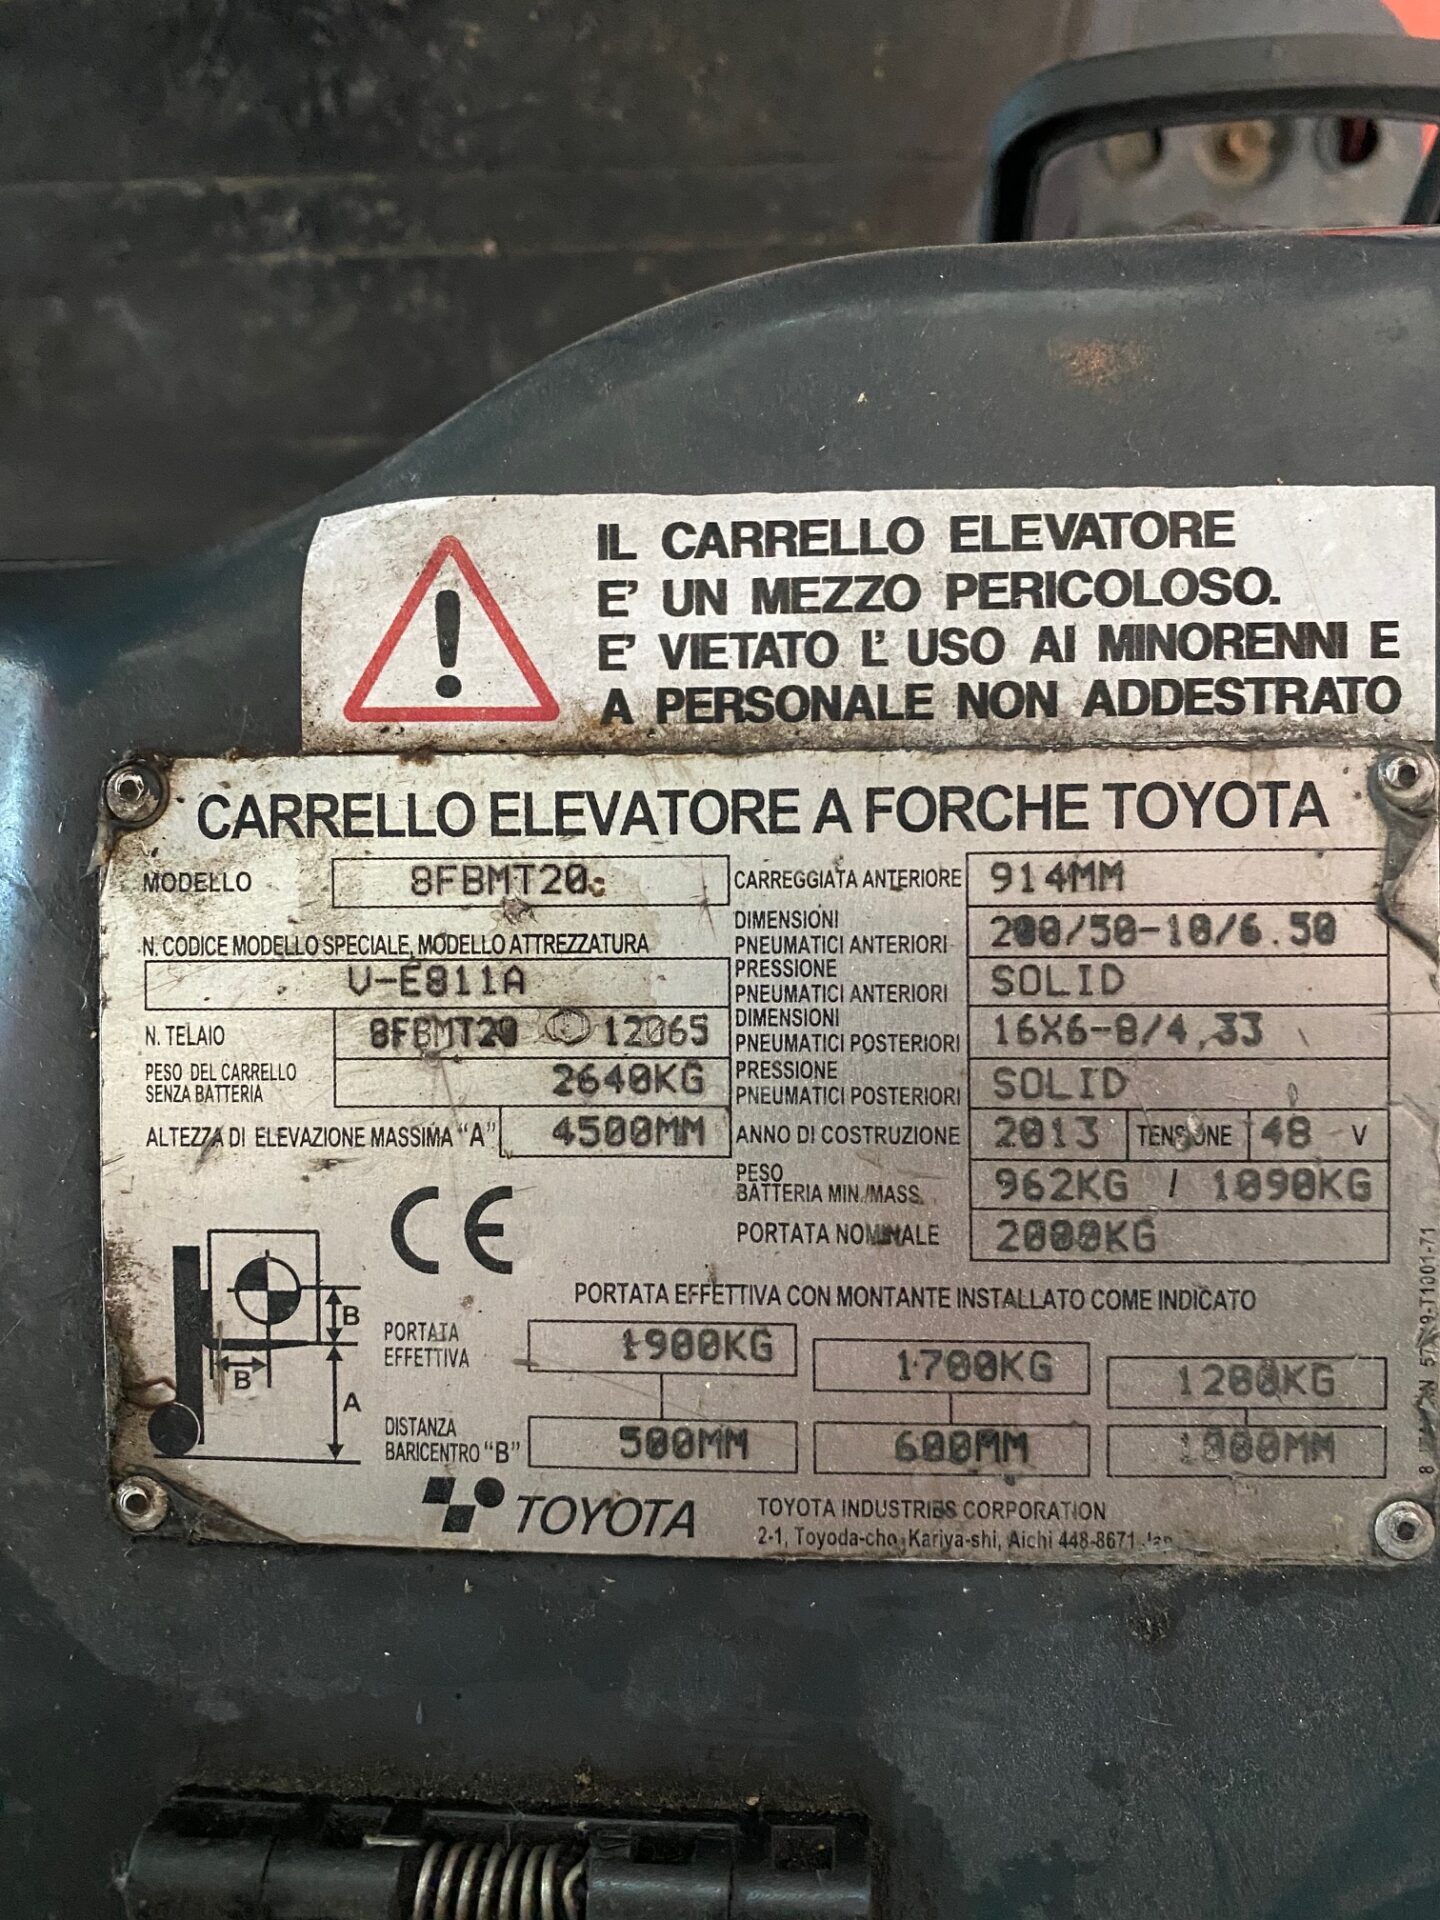 IL CARRELLO ELEVATORE
E' UN MEZZO PERICOLOSO.
E' VIETATO L' USO AI MINORENNI E
A PERSONALE NON ADDESTRATO
CARRELLO ELEVATORE A FORCHE TOYOTA
MODELLO 8FBMT20
N. CODICE MODELLO SPECIALE, MODELLO ATTREZZATURA
V-E811A
N. TELAIO 8FBMT20 12065
PESO DEL CARRELLO
SENZA BATTERIA 2640KG
ALTEZZA DI ELEVAZIONE MASSIMA "A" 4500MM
CARREGGIATA ANTERIORE 914MM
DIMENSIONI
PNEUMATICI ANTERIORI 200/50-10/6.50
PRESSIONE
PNEUMATICI ANTERIORI SOLID
DIMENSIONI
PNEUMATICI POSTERIORI 16X6-8/4,33
PRESSIONE
PNEUMATICI POSTERIORI SOLID
ANNO DI COSTRUZIONE 2013 TENSIONE 48 V
PESO
BATTERIA MIN./MASS. 962KG / 1090KG
PORTATA NOMINALE 2000KG
CE
B
B
A
PORTATA EFFETTIVA CON MONTANTE INSTALLATO COME INDICATO
PORTATA
EFFETTIVA 1900KG 1700KG 1200KG
DISTANZA
BARICENTRO "B" 500MM 600MM 1000MM
TOYOTA
TOYOTA INDUSTRIES CORPORATION
2-1, Toyoda-cho, Kariya-shi, Aichi 448-8671